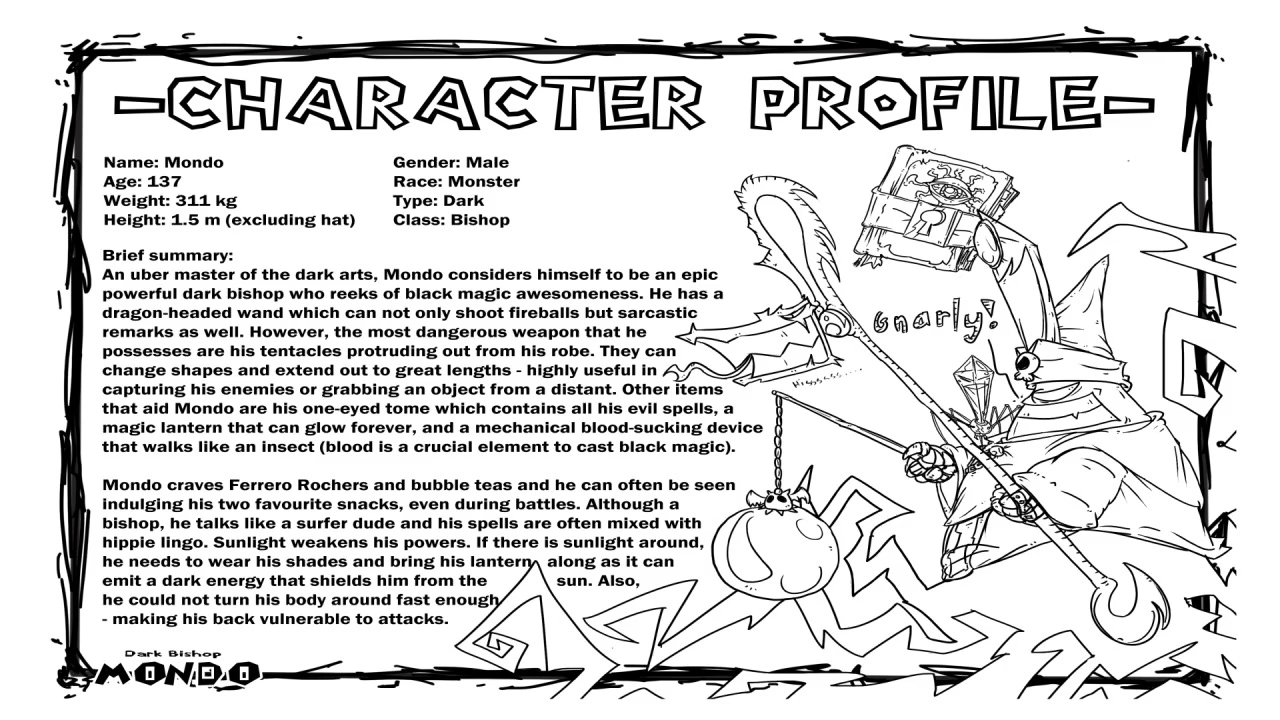 -CHARACTER PROFILE-
Name: Mondo
Age: 137
Weight: 311 kg
Height: 1.5 m (excluding hat)
Gender: Male
Race: Monster
Type: Dark
Class: Bishop
Brief summary:
An uber master of the dark arts, Mondo considers himself to be an epic
powerful dark bishop who reeks of black magic awesomeness. He has a
dragon-headed wand which can not only shoot fireballs but sarcastic
remarks as well. However, the most dangerous weapon that he
possesses are his tentacles protruding out from his robe. They can
change shapes and extend out to great lengths - highly useful in
capturing his enemies or grabbing an object from a distant. Other items
that aid Mondo are his one-eyed tome which contains all his evil spells, a
magic lantern that can glow forever, and a mechanical blood-sucking device
that walks like an insect (blood is a crucial element to cast black magic).
Mondo craves Ferrero Rochers and bubble teas and he can often be seen
indulging his two favourite snacks, even during battles. Although a
bishop, he talks like a surfer dude and his spells are often mixed with
hippie lingo. Sunlight weakens his powers. If there is sunlight around,
he needs to wear his shades and bring his lantern along as it can
emit a dark energy that shields him from the sun. Also,
he could not turn his body around fast enough
- making his back vulnerable to attacks.
Gnarly!
Dark Bishop
MONDO